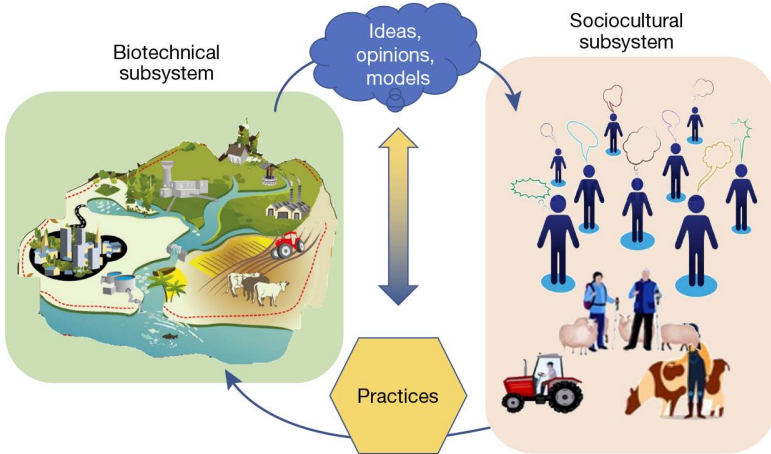 Biotechnical
subsystem
Ideas,
opinions,
models
Sociocultural
subsystem
Practices